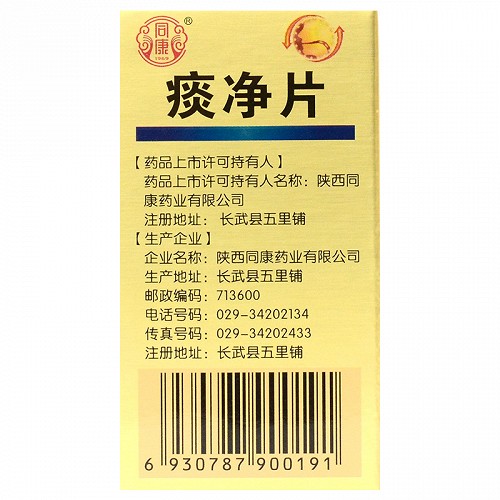 同康®
痰净片
【药品上市许可持有人】
药品上市许可持有人名称：陕西同
康药业有限公司
注册地址： 长武县五里铺
【生产企业】
企业名称：陕西同康药业有限公司
生产地址：长武县五里铺
邮政编码：713600
电话号码：029-34202134
传真号码：029-34202433
注册地址：长武县五里铺
6 930787 900191